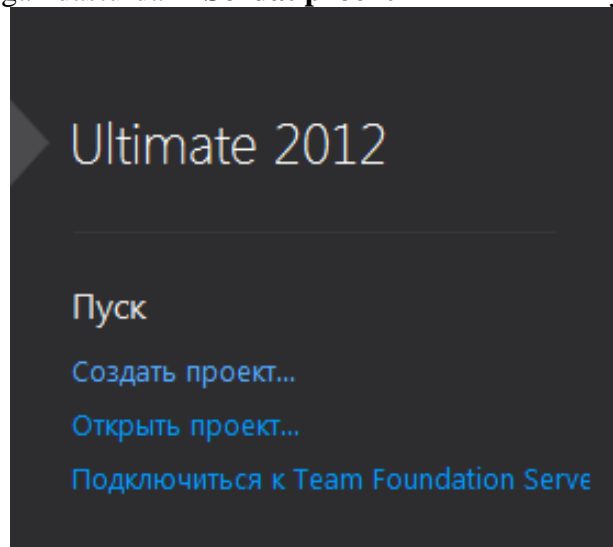 Ultimate 2012
Пуск
Создать проект...
Открыть проект...
Подключиться к Team Foundation Serve